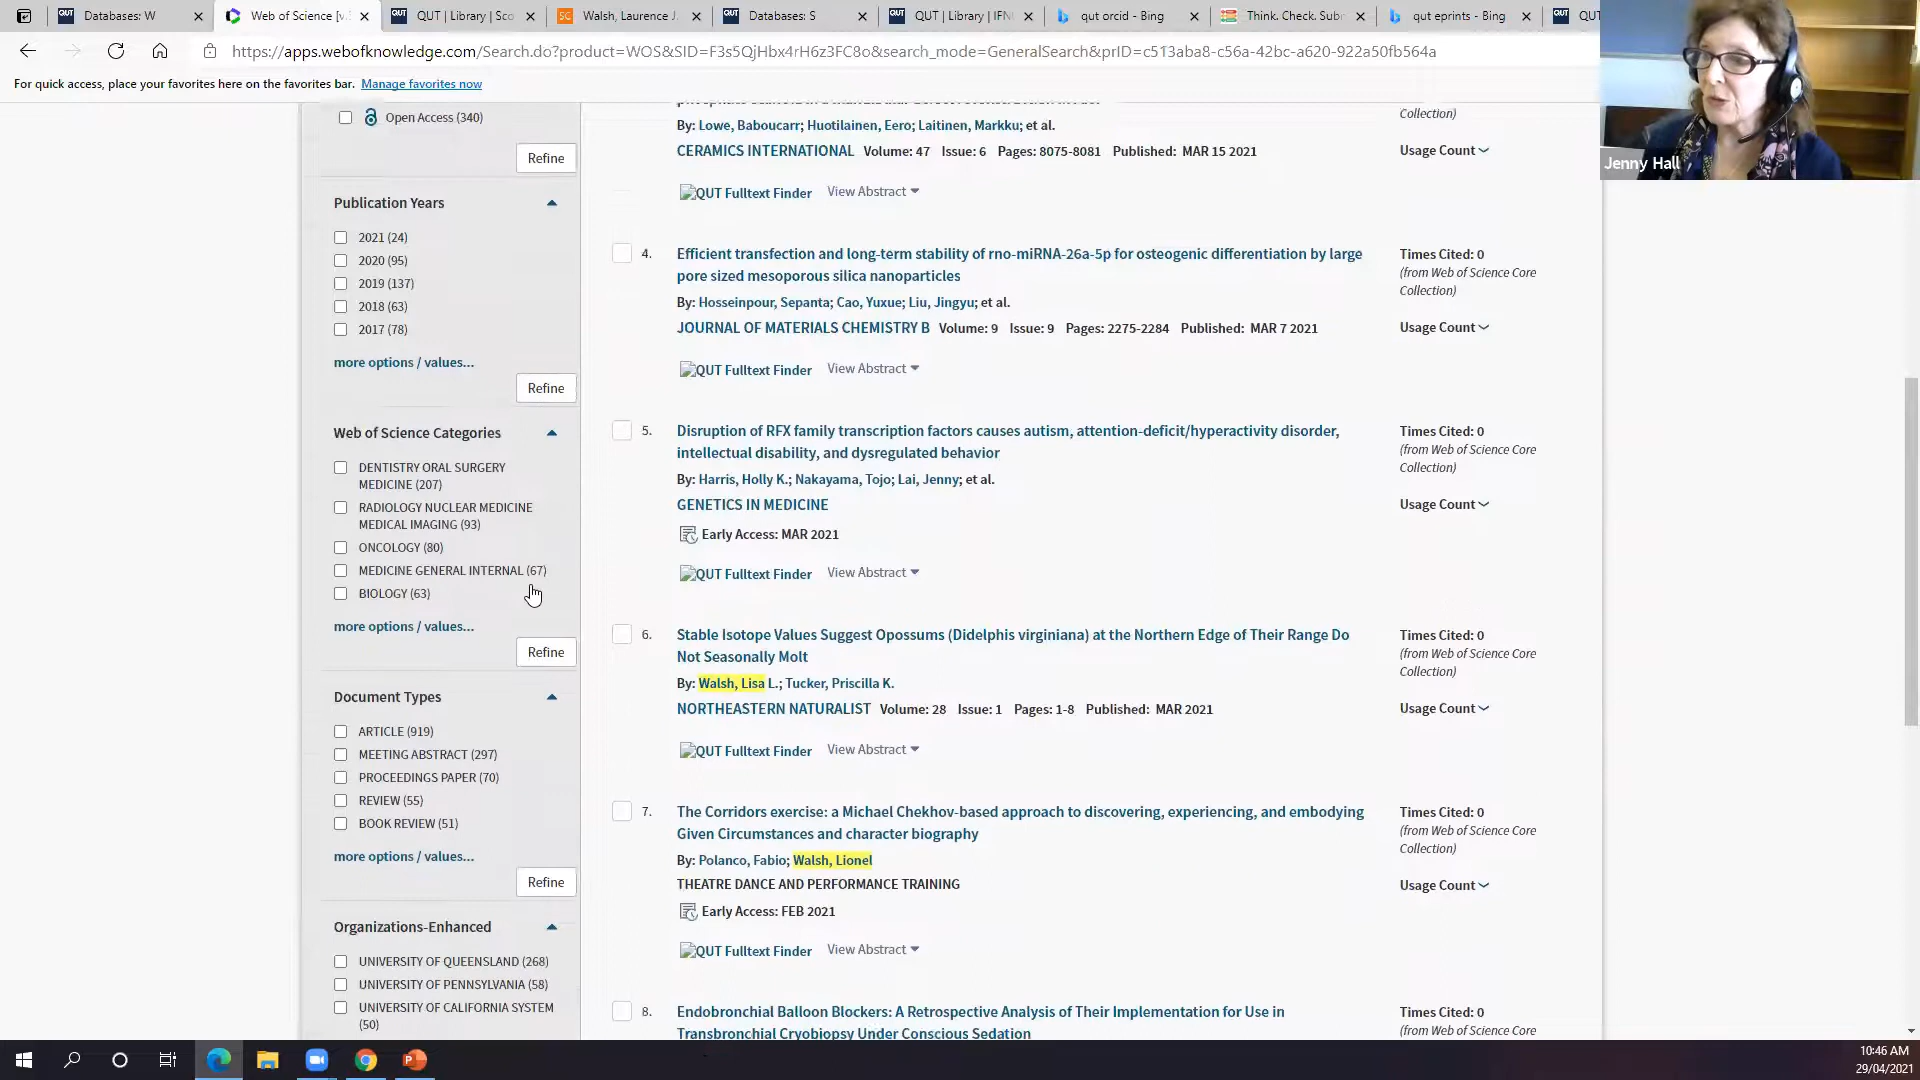 Databases: W
Web of Science [v.
QUT | Library | Sco
Walsh, Laurence J.
Databases: S
QUT | Library | IFN
qut orcid - Bing
Think. Check. Sub
qut eprints - Bing
QUT
https://apps.webofknowledge.com/Search.do?product=WOS&SID=F3s5QjHbx4rH6z3FC8o&search_mode=GeneralSearch&prID=c513aba8-c56a-42bc-a620-922a50fb564a
For quick access, place your favorites here on the favorites bar. Manage favorites now
Jenny Hall
Open Access (340)
Refine
Publication Years
2021 (24)
2020 (95)
2019 (137)
2018 (63)
2017 (78)
more options / values...
Refine
Web of Science Categories
DENTISTRY ORAL SURGERY
MEDICINE (207)
RADIOLOGY NUCLEAR MEDICINE
MEDICAL IMAGING (93)
ONCOLOGY (80)
MEDICINE GENERAL INTERNAL (67)
BIOLOGY (63)
more options / values...
Refine
Document Types
ARTICLE (919)
MEETING ABSTRACT (297)
PROCEEDINGS PAPER (70)
REVIEW (55)
BOOK REVIEW (51)
more options / values...
Refine
Organizations-Enhanced
UNIVERSITY OF QUEENSLAND (268)
UNIVERSITY OF PENNSYLVANIA (58)
UNIVERSITY OF CALIFORNIA SYSTEM
(50)
By: Lowe, Baboucarr; Huotilainen, Eero; Laitinen, Markku; et al.
CERAMICS INTERNATIONAL Volume: 47 Issue: 6 Pages: 8075-8081 Published: MAR 15 2021
QUT Fulltext Finder View Abstract
Collection)
Usage Count
4. Efficient transfection and long-term stability of rno-miRNA-26a-5p for osteogenic differentiation by large
pore sized mesoporous silica nanoparticles
By: Hosseinpour, Sepanta; Cao, Yuxue; Liu, Jingyu; et al.
JOURNAL OF MATERIALS CHEMISTRY B Volume: 9 Issue: 9 Pages: 2275-2284 Published: MAR 7 2021
QUT Fulltext Finder View Abstract
Times Cited: 0
(from Web of Science Core
Collection)
Usage Count
5. Disruption of RFX family transcription factors causes autism, attention-deficit/hyperactivity disorder,
intellectual disability, and dysregulated behavior
By: Harris, Holly K.; Nakayama, Tojo; Lai, Jenny; et al.
GENETICS IN MEDICINE
Early Access: MAR 2021
QUT Fulltext Finder View Abstract
Times Cited: 0
(from Web of Science Core
Collection)
Usage Count
6. Stable Isotope Values Suggest Opossums (Didelphis virginiana) at the Northern Edge of Their Range Do
Not Seasonally Molt
By: Walsh, Lisa L.; Tucker, Priscilla K.
NORTHEASTERN NATURALIST Volume: 28 Issue: 1 Pages: 1-8 Published: MAR 2021
QUT Fulltext Finder View Abstract
Times Cited: 0
(from Web of Science Core
Collection)
Usage Count
7. The Corridors exercise: a Michael Chekhov-based approach to discovering, experiencing, and embodying
Given Circumstances and character biography
By: Polanco, Fabio; Walsh, Lionel
THEATRE DANCE AND PERFORMANCE TRAINING
Early Access: FEB 2021
QUT Fulltext Finder View Abstract
Times Cited: 0
(from Web of Science Core
Collection)
Usage Count
8. Endobronchial Balloon Blockers: A Retrospective Analysis of Their Implementation for Use in
Transbronchial Cryobiopsy Under Conscious Sedation
Times Cited: 0
(from Web of Science Core
10:46 AM
29/04/2021